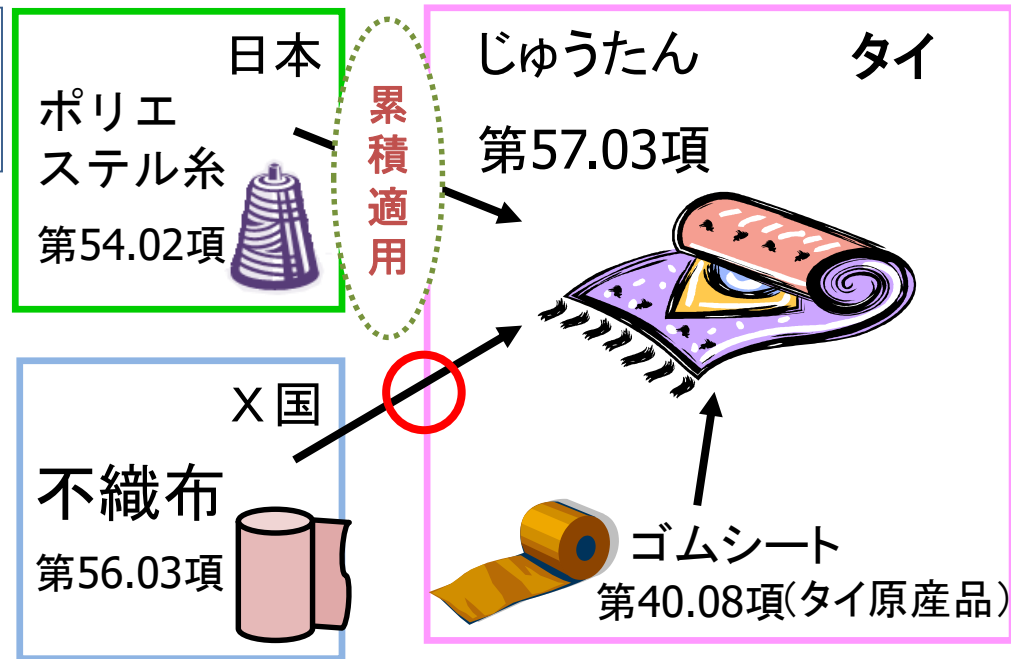 日本
ポリエ
ステル糸
第54.02項
累積適用
じゅうたん
タイ
第57.03項
X国
不織布
第56.03項
ゴムシート
第40.08項(タイ原産品)